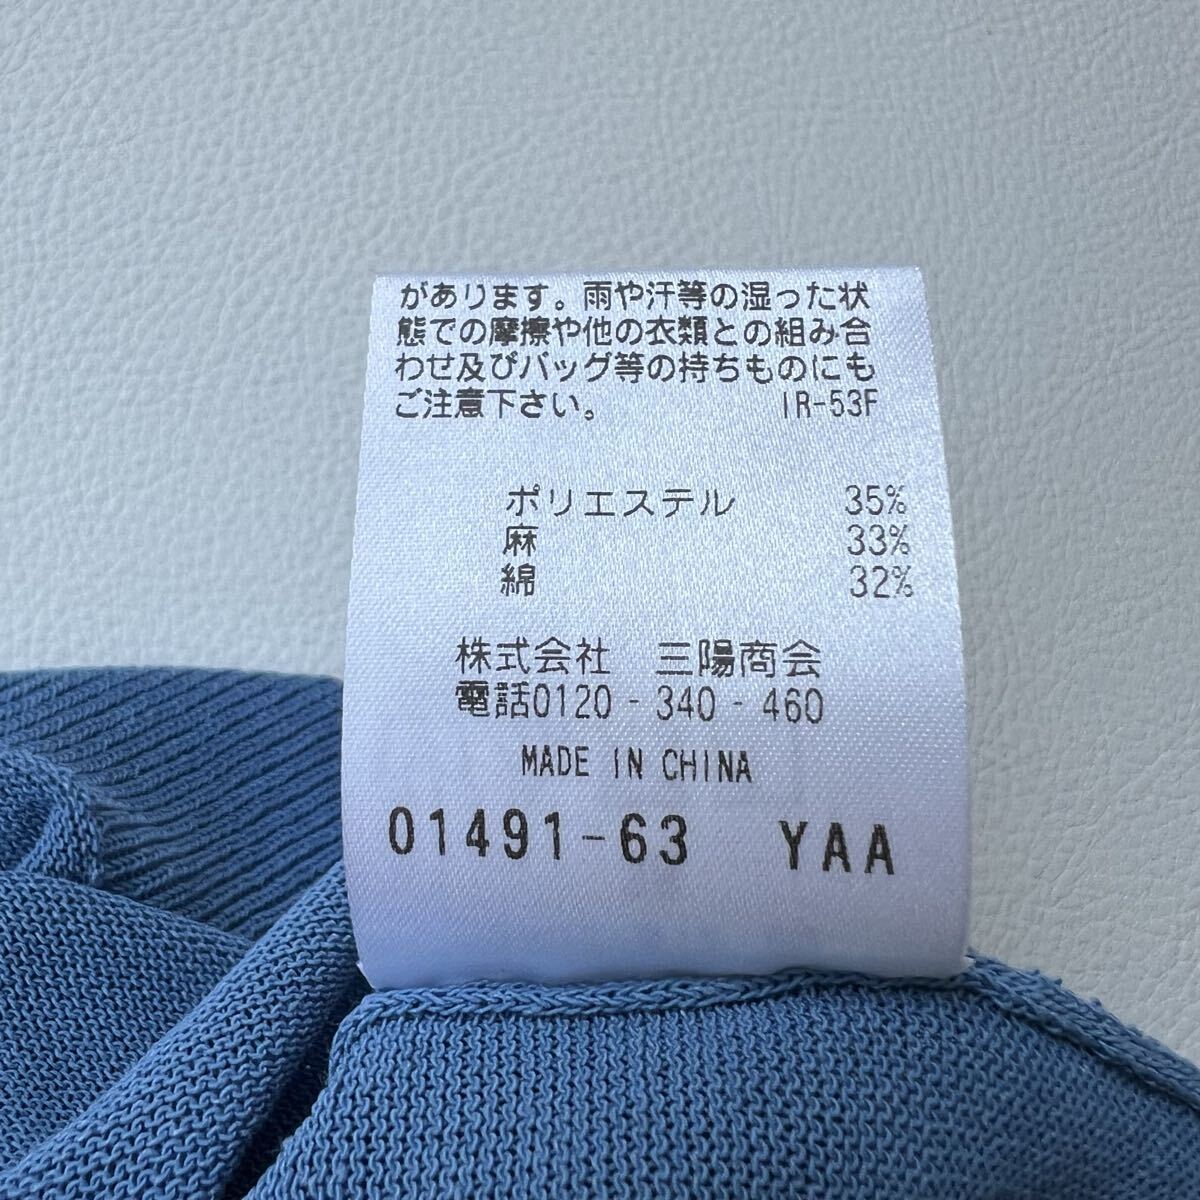 があります。雨や汗等の湿った状
態での摩擦や他の衣類との組み合
わせ及びバッグ等の持ちものにも
ご注意下さい。 IR-53F
ポリエステル 35%
麻 33%
綿 32%
株式会社 三陽商会
電話0120-340-460
MADE IN CHINA
01491-63 YAA